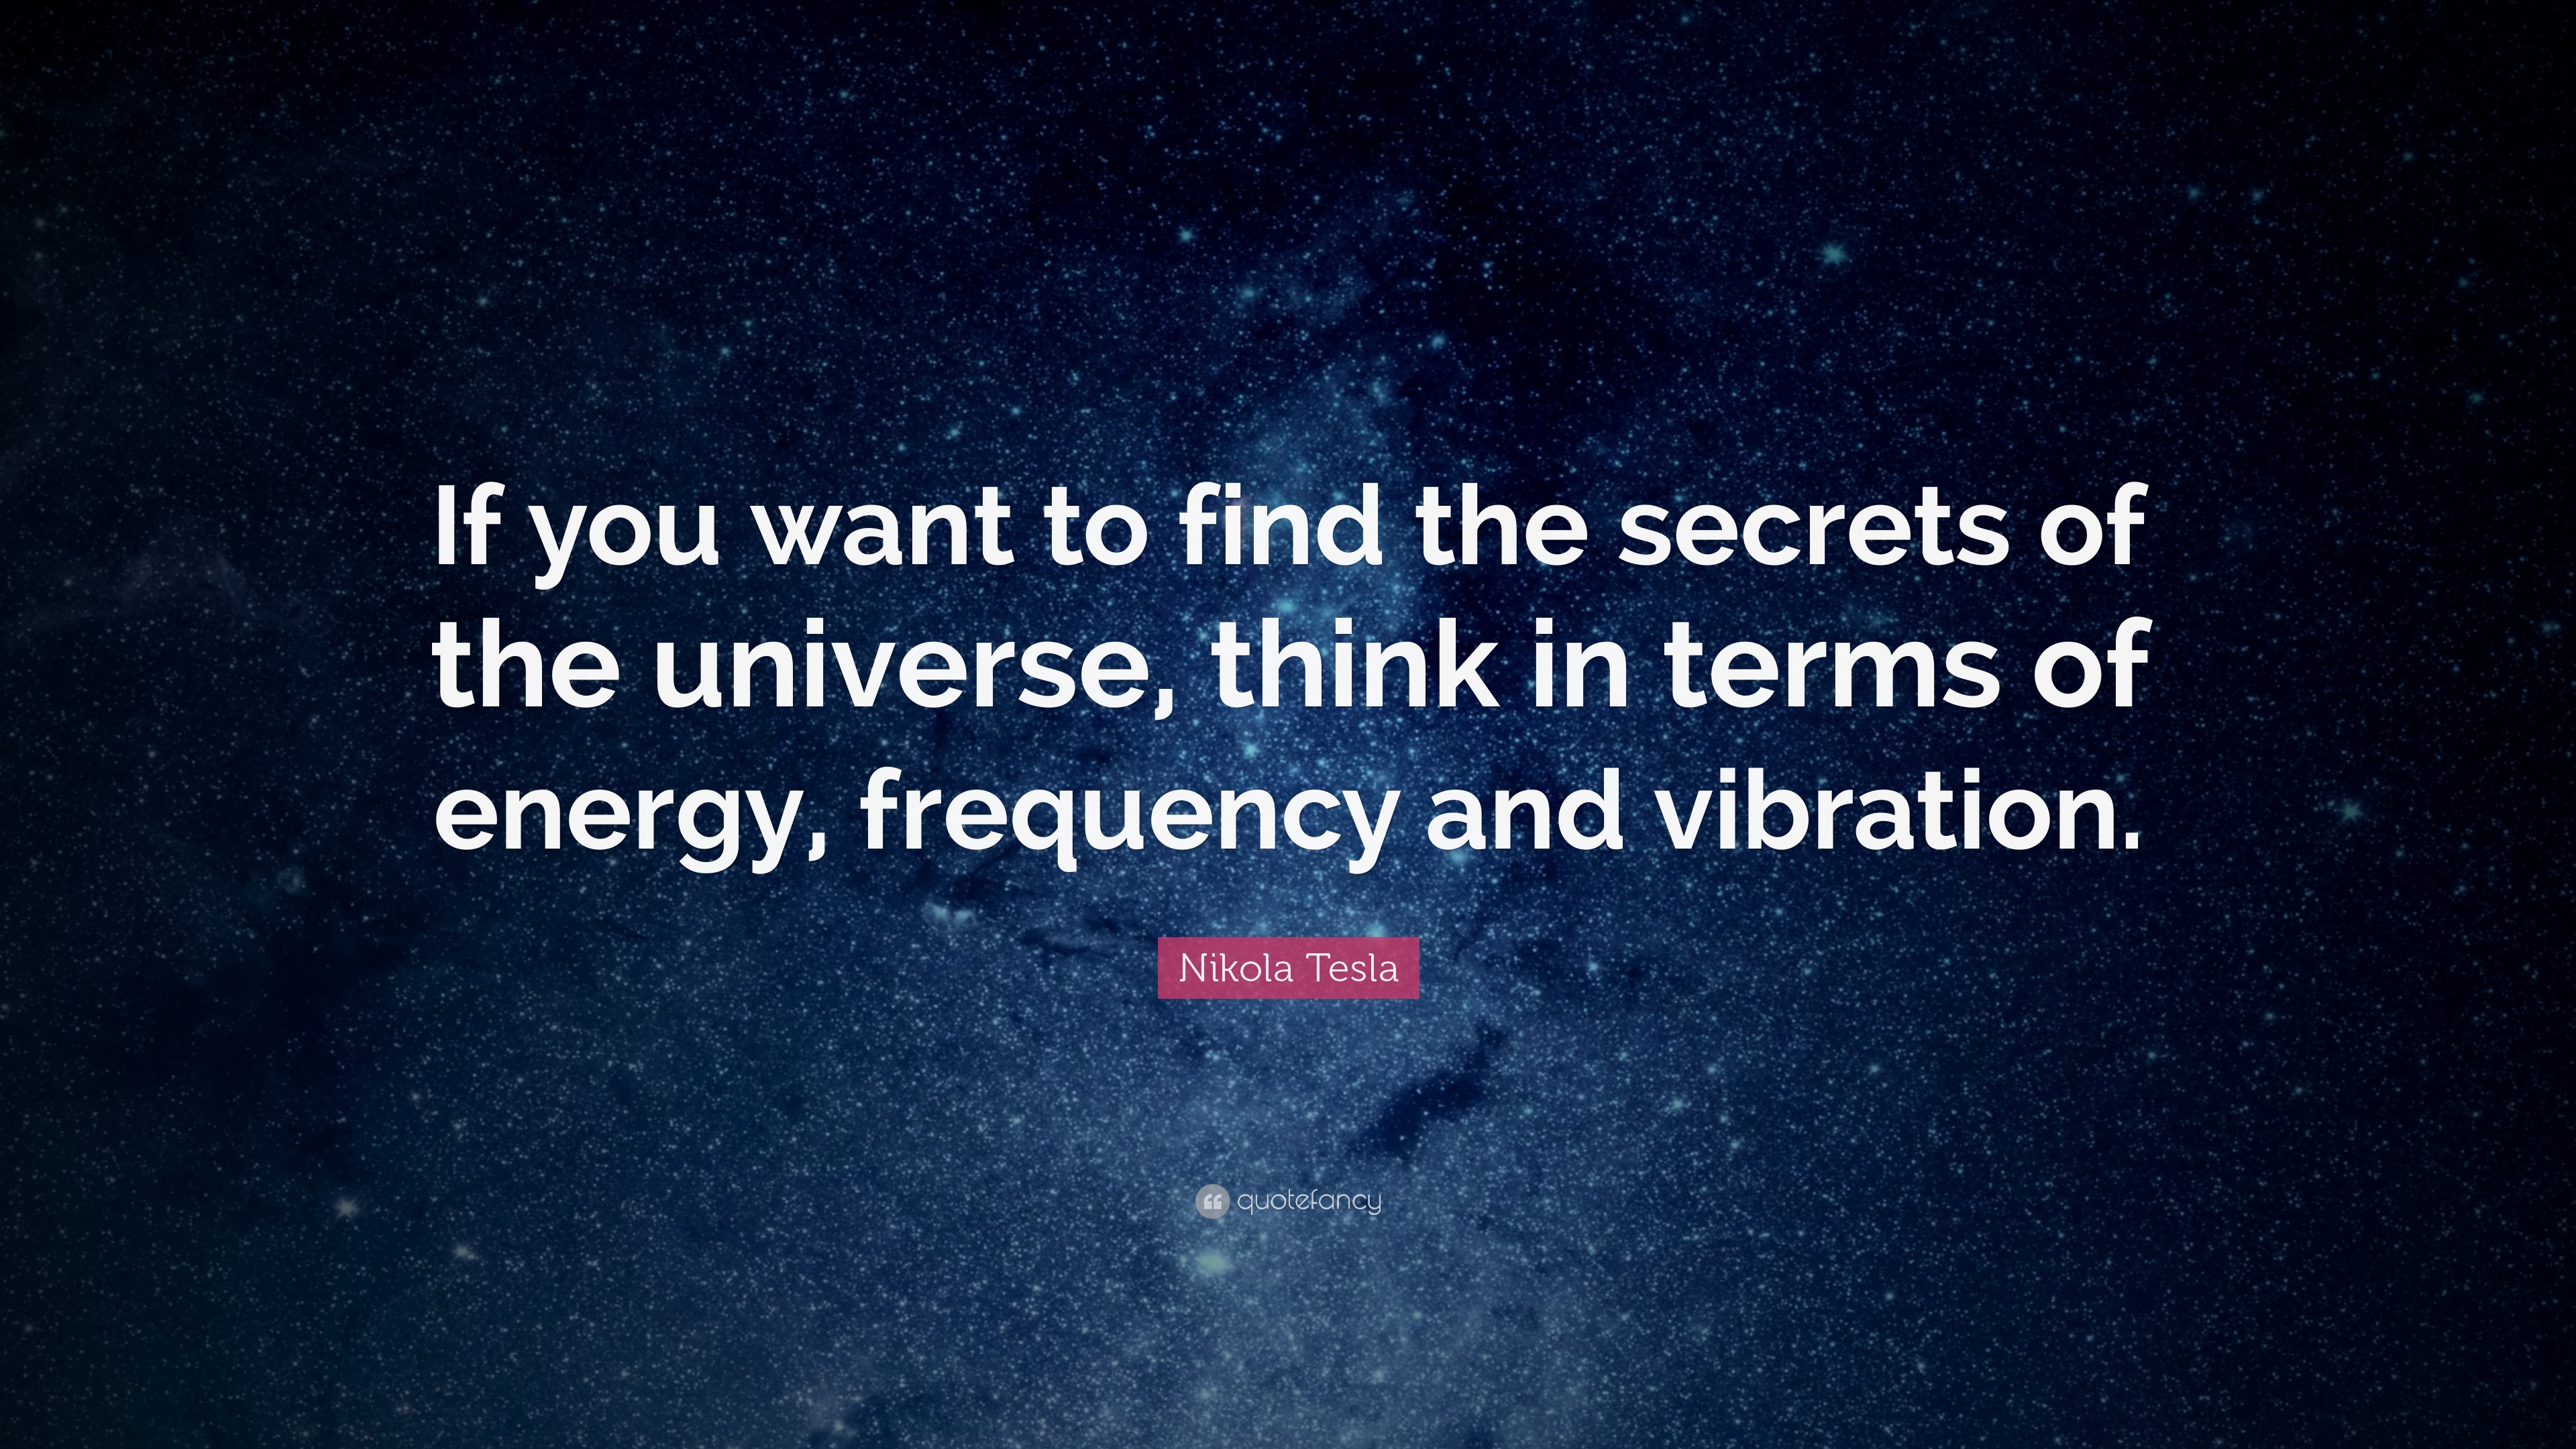 If you want to find the secrets of
the universe, think in terms of
energy, frequency and vibration.
Nikola Tesla
quotefancy